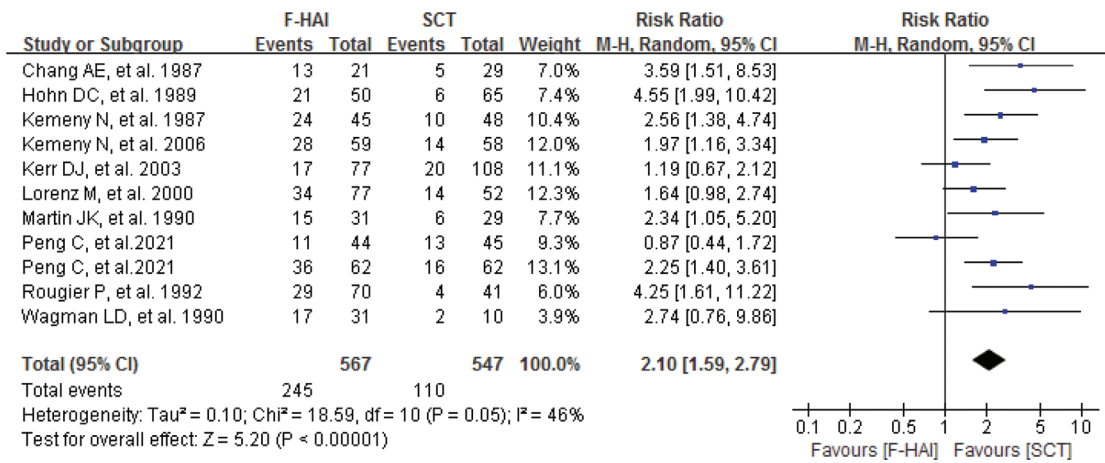 F-HAI SCT Risk Ratio Risk Ratio
Study or Subgroup Events Total Events Total Weight M-H, Random, 95% CI M-H, Random, 95% CI
Chang AE, et al. 1987 13 21 5 29 7.0% 3.59 [1.51, 8.53]
Hohn DC, et al. 1989 21 50 6 65 7.4% 4.55 [1.99, 10.42]
Kemeny N, et al. 1987 24 45 10 48 10.4% 2.56 [1.38, 4.74]
Kemeny N, et al. 2006 28 59 14 58 12.0% 1.97 [1.16, 3.34]
Kerr DJ, et al. 2003 17 77 20 108 11.1% 1.19 [0.67, 2.12]
Lorenz M, et al. 2000 34 77 14 52 12.3% 1.64 [0.98, 2.74]
Martin JK, et al. 1990 15 31 6 29 7.7% 2.34 [1.05, 5.20]
Peng C, et al.2021 11 44 13 45 9.3% 0.87 [0.44, 1.72]
Peng C, et al.2021 36 62 16 62 13.1% 2.25 [1.40, 3.61]
Rougier P, et al. 1992 29 70 4 41 6.0% 4.25 [1.61, 11.22]
Wagman LD, et al. 1990 17 31 2 10 3.9% 2.74 [0.76, 9.86]
Total (95% CI) 567 547 100.0% 2.10 [1.59, 2.79]
Total events 245 110
Heterogeneity: Tau² = 0.10; Chi² = 18.59, df = 10 (P = 0.05); I² = 46%
Test for overall effect: Z = 5.20 (P < 0.00001)
0.1 0.2 0.5 1 2 5 10
Favours [F-HAI] Favours [SCT]